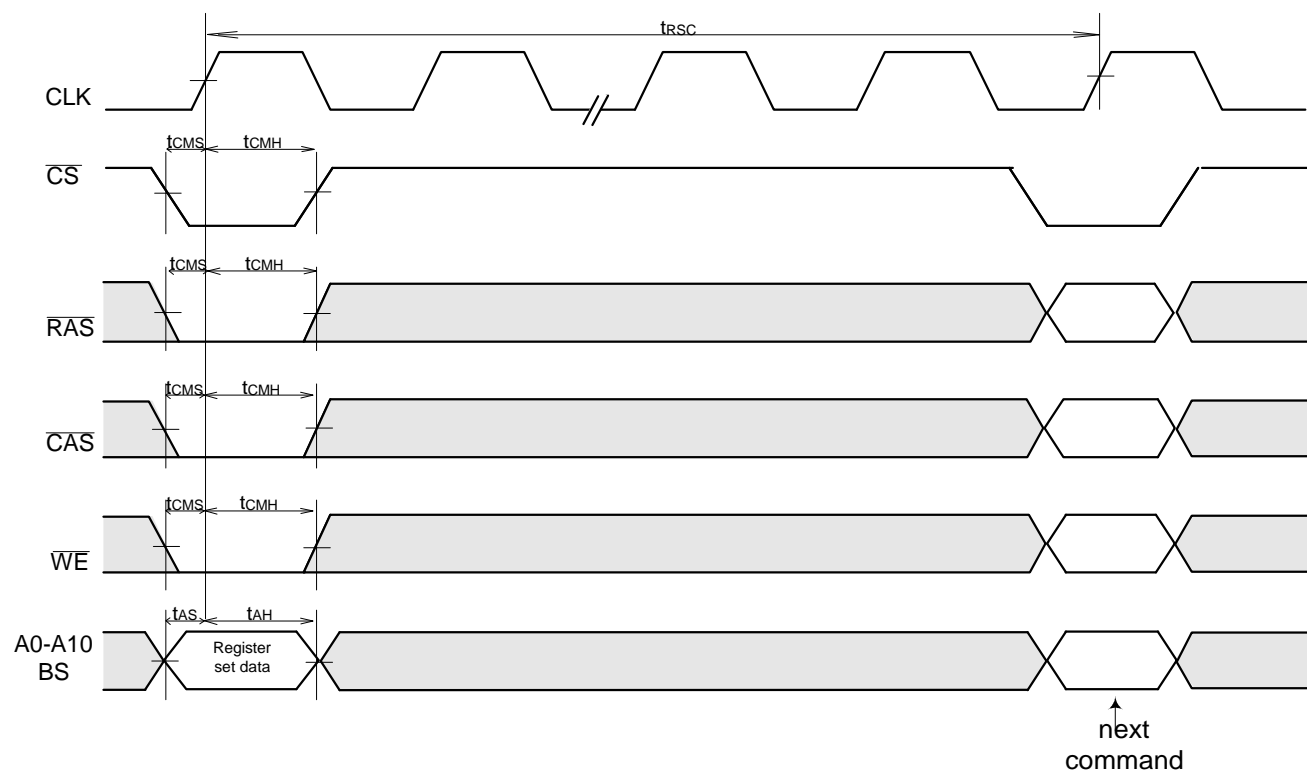 tRSC
CLK
tCMS tCMH
CS
tCMS tCMH
RAS
tCMS tCMH
CAS
tCMS tCMH
WE
tAS tAH
A0-A10
BS
Register
set data
next
command